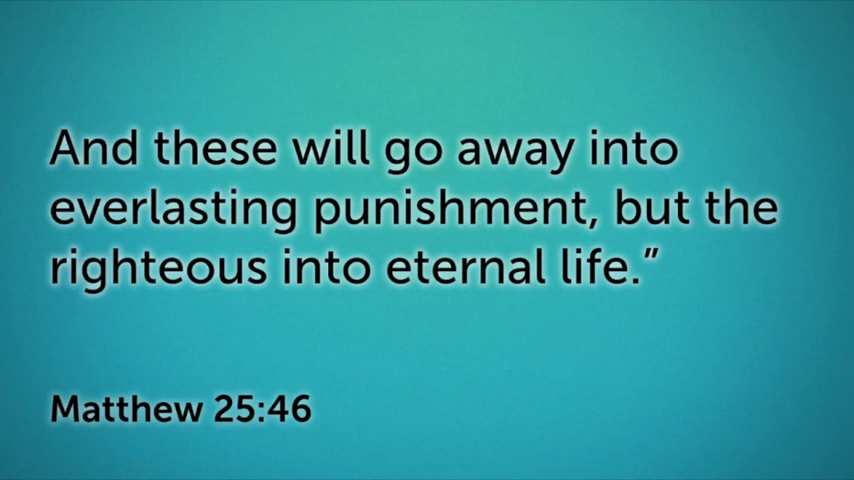 And these will go away into
everlasting punishment, but the
righteous into eternal life.”
Matthew 25:46